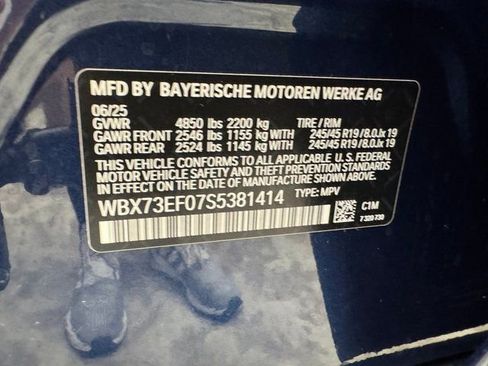 MFD BY BAYERISCHE MOTOREN WERKE AG
06/25
GVWR 4850 lbs 2200 kg TIRE / RIM
GAWR FRONT 2546 lbs 1155 kg WITH 245/45 R19 / 8.0Jx19
GAWR REAR 2524 lbs 1145 kg WITH 245/45 R19 / 8.0Jx19
THIS VEHICLE CONFORMS TO ALL APPLICABLE U. S. FEDERAL
MOTOR VEHICLE SAFETY AND THEFT PREVENTION STANDARDS
IN EFFECT ON THE DATE OF MANUFACTURE SHOWN ABOVE.
WBX73EF07S5381414 TYPE: MPV
C1M
7 320 730